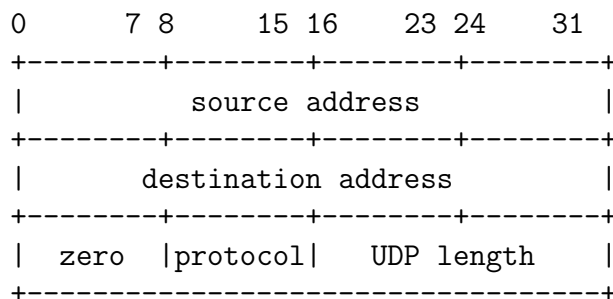 0      7 8     15 16    23 24    31
+--------+--------+--------+--------+
|          source address           |
+--------+--------+--------+--------+
|        destination address        |
+--------+--------+--------+--------+
|  zero  |protocol|   UDP length    |
+-----------------------------------+